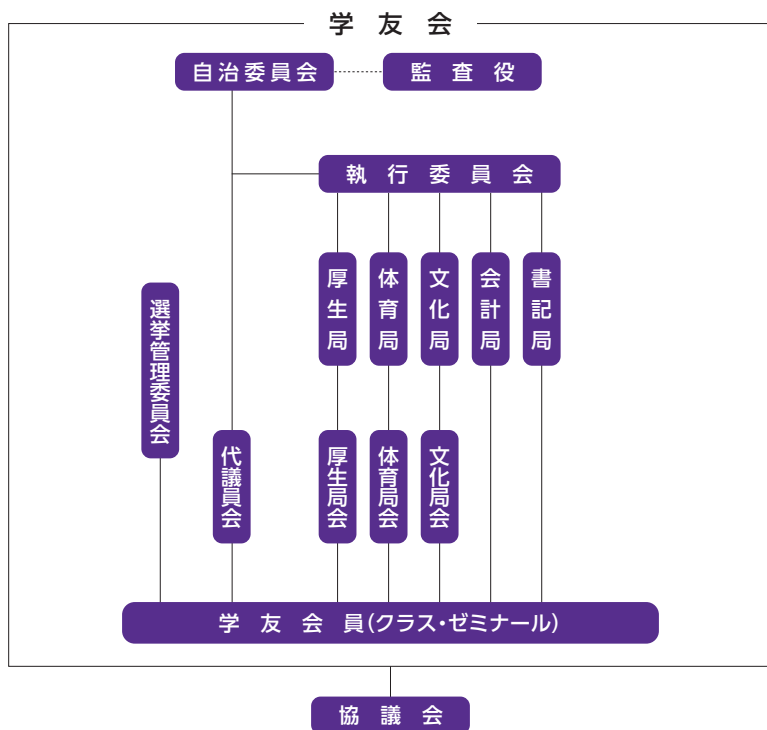 学友会
自治委員会
監査役
執行委員会
厚生局
体育局
文化局
会計局
書記局
選挙管理委員会
代議員会
厚生局会
体育局会
文化局会
学友会員(クラス・ゼミナール)
協議会